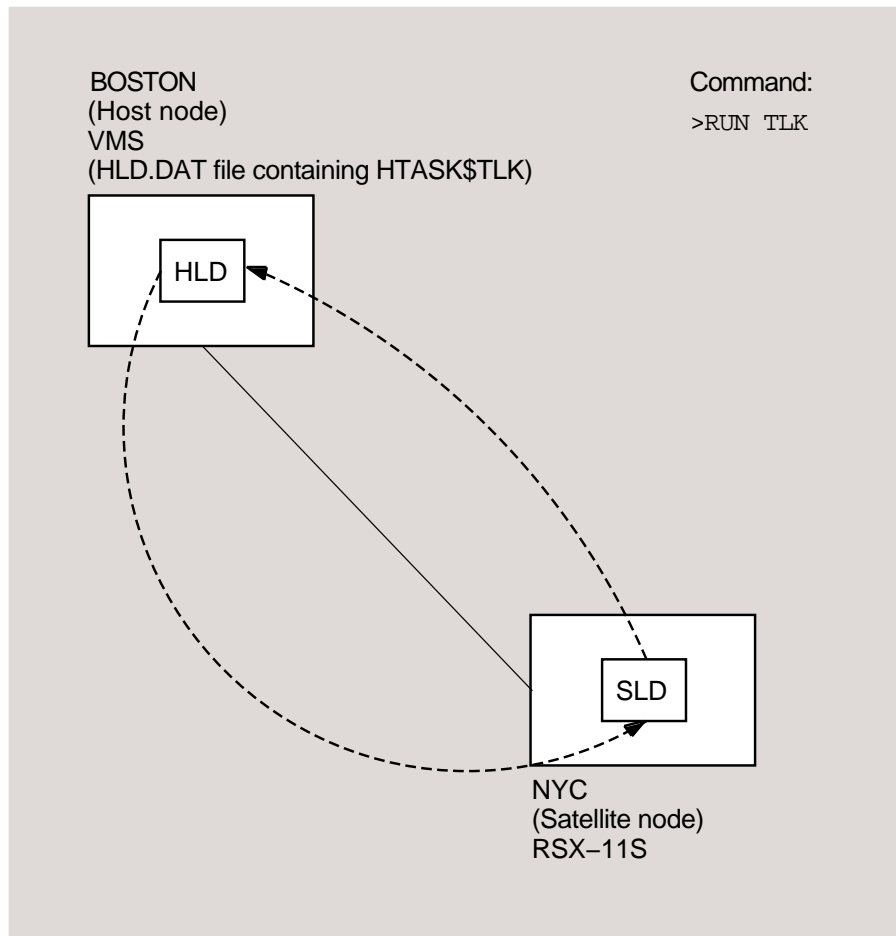 BOSTON
(Host node)
VMS
(HLD.DAT file containing HTASK$TLK)
Command:
>RUN TLK
HLD
SLD
NYC
(Satellite node)
RSX–11S